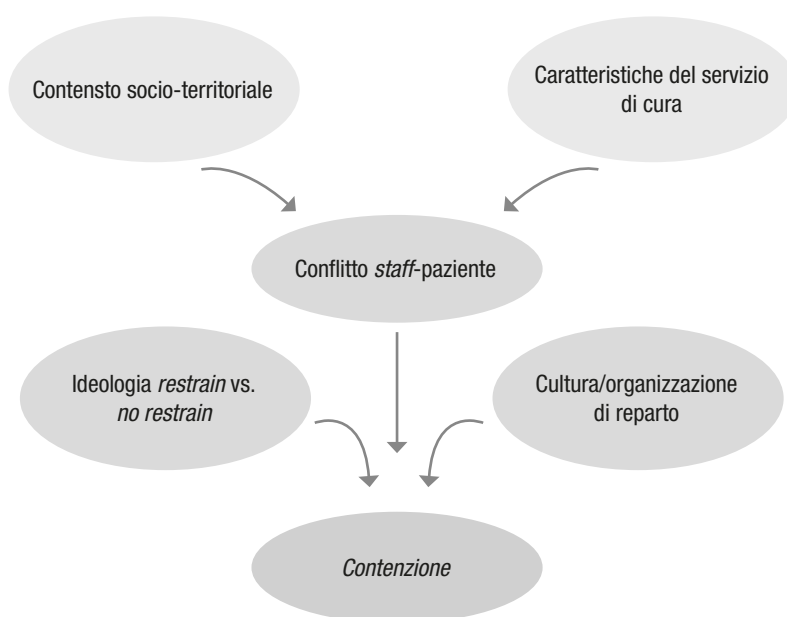 Contensto socio-territoriale
Caratteristiche del servizio
di cura
Conflitto staff-paziente
Ideologia restrain vs.
no restrain
Cultura/organizzazione
di reparto
Contenzione